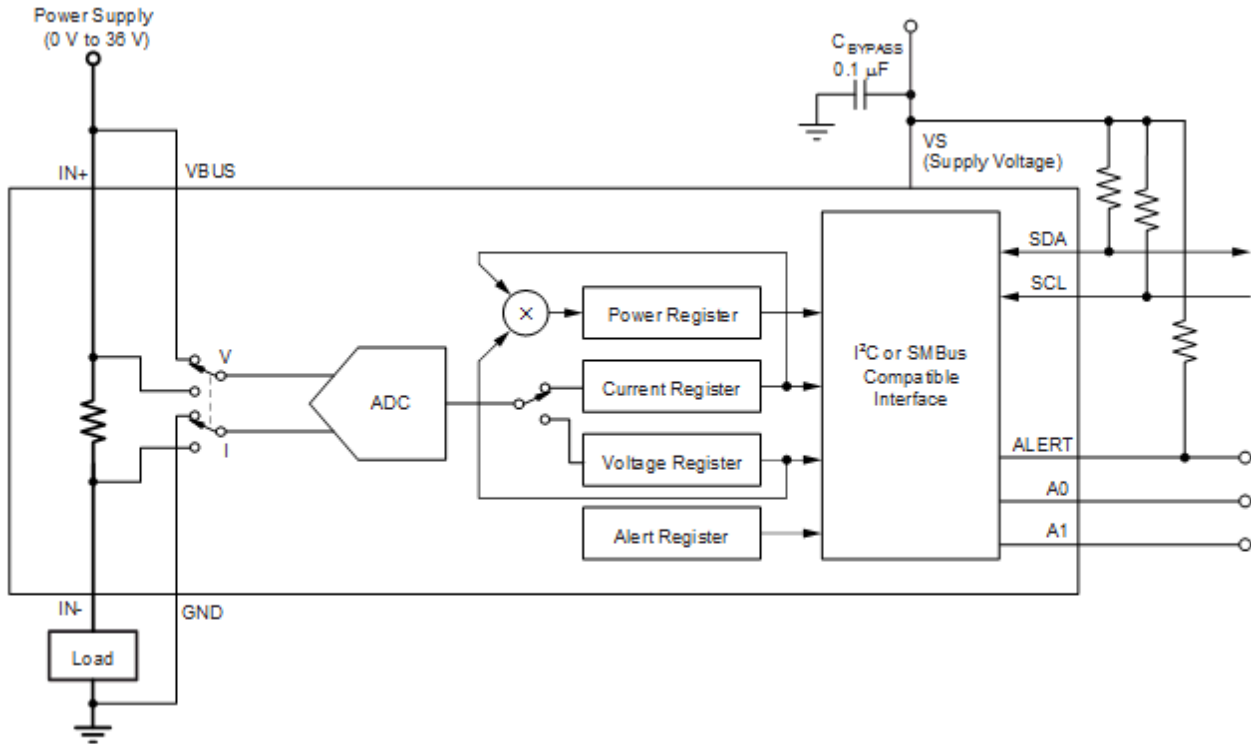 Power Supply
(0 V to 36 V)
C BYPASS
0.1 µF
VS
(Supply Voltage)
IN+
VBUS
SDA
SCL
Power Register
V
I²C or SMBus
Compatible
Interface
ADC
Current Register
I
Voltage Register
ALERT
A0
Alert Register
A1
IN-
GND
Load